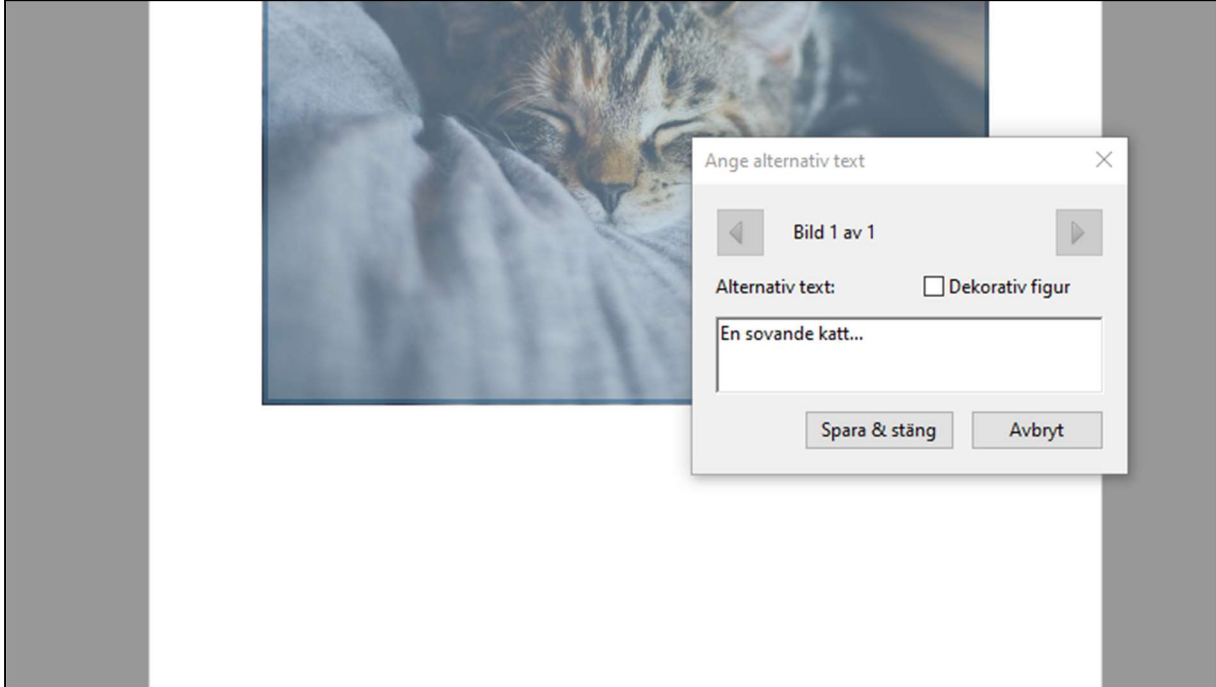 Ange alternativ text
Bild 1 av 1
Alternativ text: Dekorativ figur
En sovande katt...
Spara & stäng Avbryt